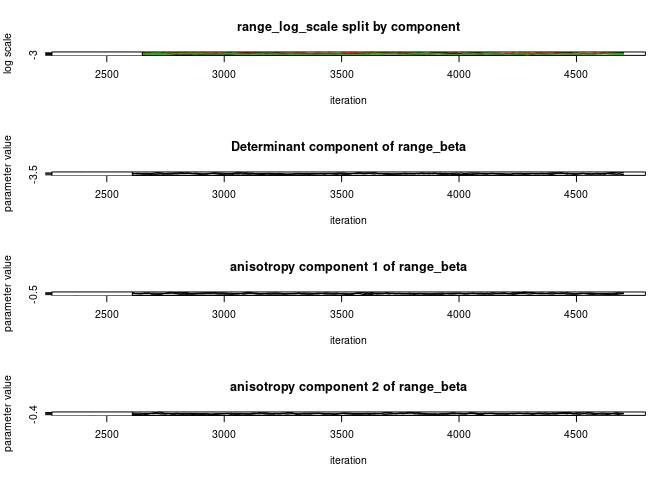 range_log_scale split by component
log scale
-3
2500 3000 3500 4000 4500
iteration
Determinant component of range_beta
parameter value
-3.5
2500 3000 3500 4000 4500
iteration
anisotropy component 1 of range_beta
parameter value
-0.5
2500 3000 3500 4000 4500
iteration
anisotropy component 2 of range_beta
parameter value
-0.4
2500 3000 3500 4000 4500
iteration